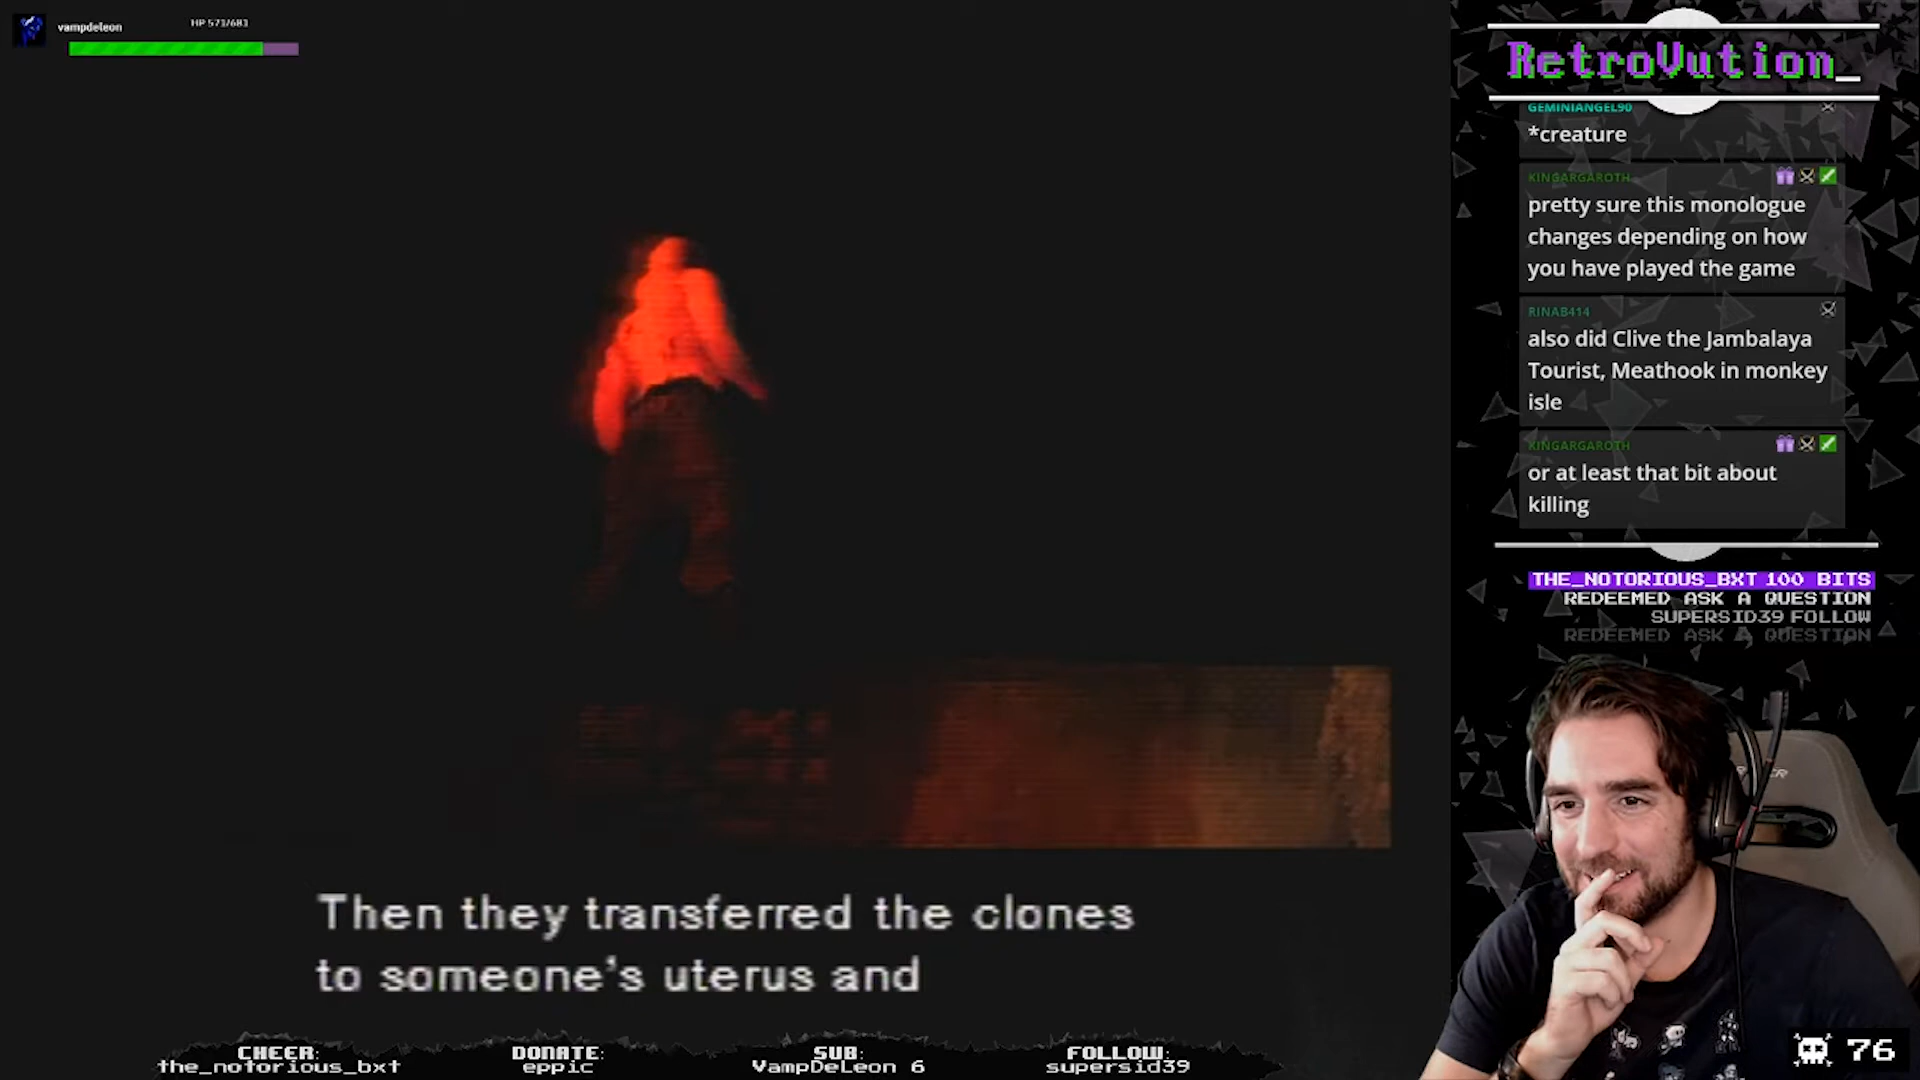 vampdeleon
HP 571/681
RetroVution_
GEMINIANGEL90
*creature
KINGARGAROTH
pretty sure this monologue
changes depending on how
you have played the game
RINAB414
also did Clive the Jambalaya
Tourist, Meathook in monkey
isle
KINGARGAROTH
or at least that bit about
killing
THE_NOTORIOUS_BXT 100 BITS
REDEEMED ASK A QUESTION
SUPERSID39 FOLLOW
REDEEMED ASK A QUESTION
Then they transferred the clones
to someone's uterus and
CHEER:
the_notorious_bxt
DONATE:
eppic
SUB:
VampDeLeon 6
FOLLOW:
supersid39
76